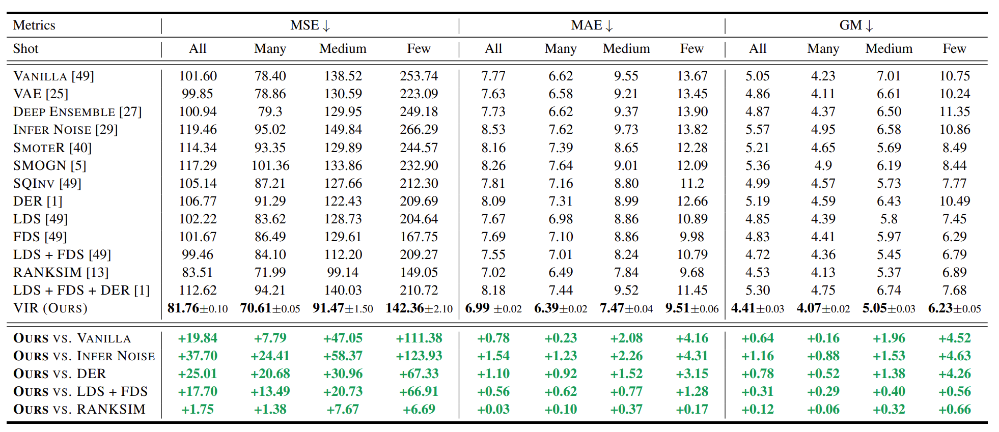 Metrics MSE ↓ MAE ↓ GM ↓
Shot All Many Medium Few All Many Medium Few All Many Medium Few
VANILLA [49] 101.60 78.40 138.52 253.74 7.77 6.62 9.55 13.67 5.05 4.23 7.01 10.75
VAE [25] 99.85 78.86 130.59 223.09 7.63 6.58 9.21 13.45 4.86 4.11 6.61 10.24
DEEP ENSEMBLE [27] 100.94 79.3 129.95 249.18 7.73 6.62 9.37 13.90 4.87 4.37 6.50 11.35
INFER NOISE [29] 119.46 95.02 149.84 266.29 8.53 7.62 9.73 13.82 5.57 4.95 6.58 10.86
SMOTER [40] 114.34 93.35 129.89 244.57 8.16 7.39 8.65 12.28 5.21 4.65 5.69 8.49
SMOGN [5] 117.29 101.36 133.86 232.90 8.26 7.64 9.01 12.09 5.36 4.9 6.19 8.44
SQINV [49] 105.14 87.21 127.66 212.30 7.81 7.16 8.80 11.2 4.99 4.57 5.73 7.77
DER [1] 106.77 91.29 122.43 209.69 8.09 7.31 8.99 12.66 5.19 4.59 6.43 10.49
LDS [49] 102.22 83.62 128.73 204.64 7.67 6.98 8.86 10.89 4.85 4.39 5.8 7.45
FDS [49] 101.67 86.49 129.61 167.75 7.69 7.10 8.86 9.98 4.83 4.41 5.97 6.29
LDS + FDS [49] 99.46 84.10 112.20 209.27 7.55 7.01 8.24 10.79 4.72 4.36 5.45 6.79
RANKSIM [13] 83.51 71.99 99.14 149.05 7.02 6.49 7.84 9.68 4.53 4.13 5.37 6.89
LDS + FDS + DER [1] 112.62 94.21 140.03 210.72 8.18 7.44 9.52 11.45 5.30 4.75 6.74 7.68
VIR (OURS) 81.76±0.10 70.61±0.05 91.47±1.50 142.36±2.10 6.99 ±0.02 6.39±0.02 7.47±0.04 9.51±0.06 4.41±0.03 4.07±0.02 5.05±0.03 6.23±0.05
OURS VS. VANILLA +19.84 +7.79 +47.05 +111.38 +0.78 +0.23 +2.08 +4.16 +0.64 +0.16 +1.96 +4.52
OURS VS. INFER NOISE +37.70 +24.41 +58.37 +123.93 +1.54 +1.23 +2.26 +4.31 +1.16 +0.88 +1.53 +4.63
OURS VS. DER +25.01 +20.68 +30.96 +67.33 +1.10 +0.92 +1.52 +3.15 +0.78 +0.52 +1.38 +4.26
OURS VS. LDS + FDS +17.70 +13.49 +20.73 +66.91 +0.56 +0.62 +0.77 +1.28 +0.31 +0.29 +0.40 +0.56
OURS VS. RANKSIM +1.75 +1.38 +7.67 +6.69 +0.03 +0.10 +0.37 +0.17 +0.12 +0.06 +0.32 +0.66